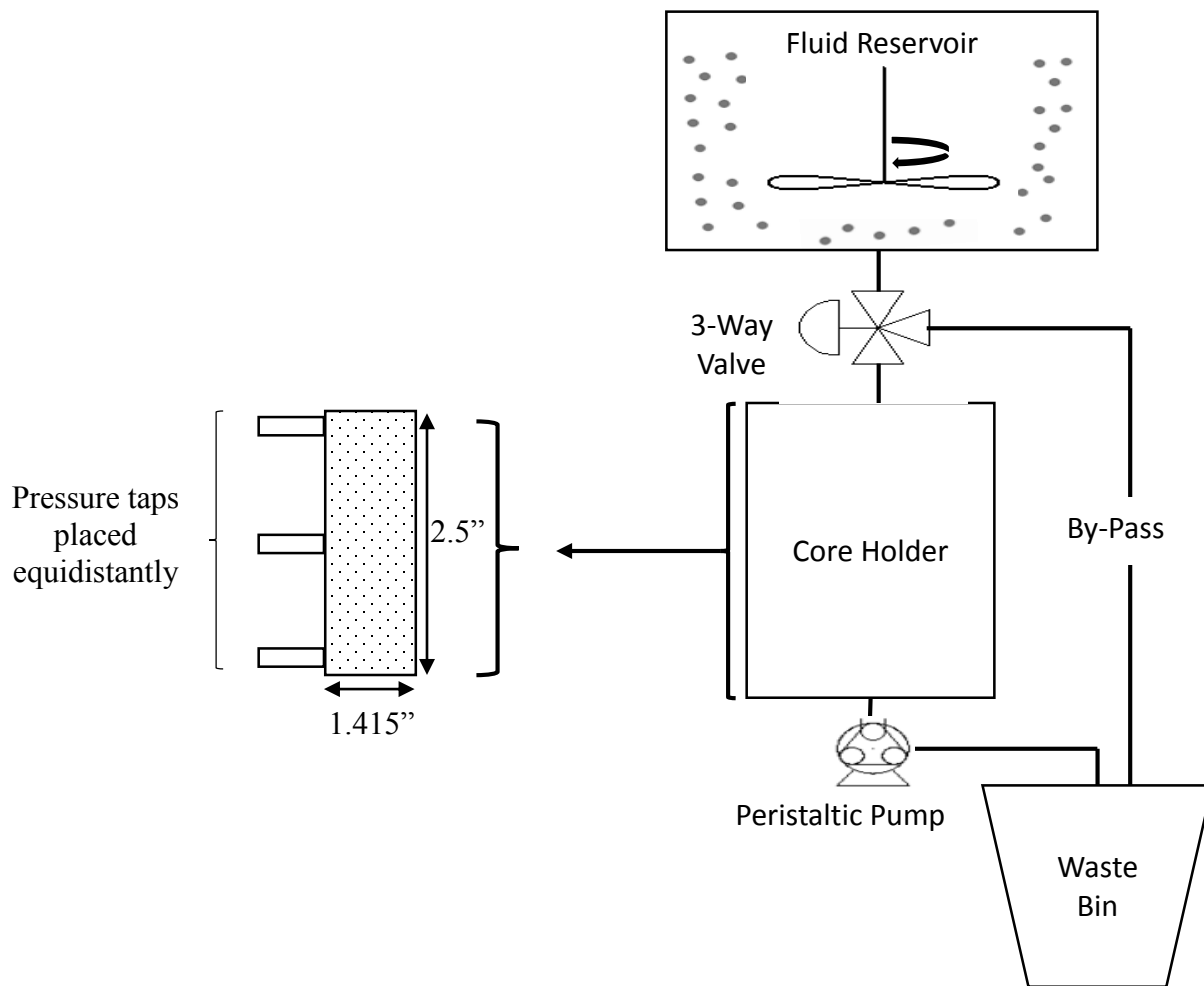 Fluid Reservoir
3-Way
Valve
Pressure taps
placed
equidistantly
2.5”
1.415”
Core Holder
By-Pass
Peristaltic Pump
Waste
Bin